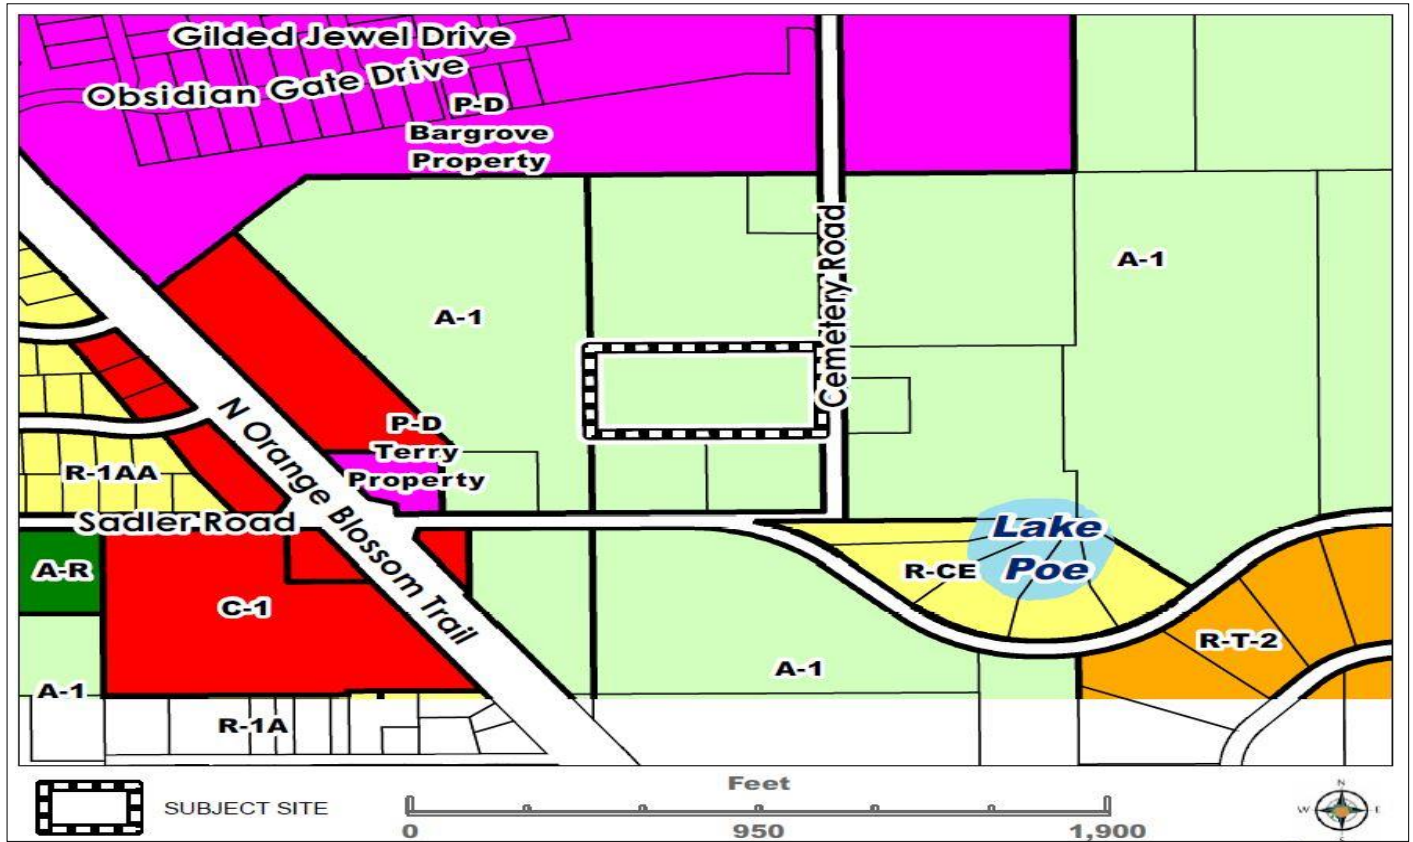 Gilded Jewel Drive
Obsidian Gate Drive
P-D
Bargrove
Property
Cemetery Road
A-1
A-1
P-D
Terry
Property
N Orange Blossom Trail
R-1AA
Sadler Road
Lake
Poe
A-R
R-CE
C-1
R-T-2
A-1
A-1
R-1A
SUBJECT SITE
Feet
0 950 1,900
N
W E
S